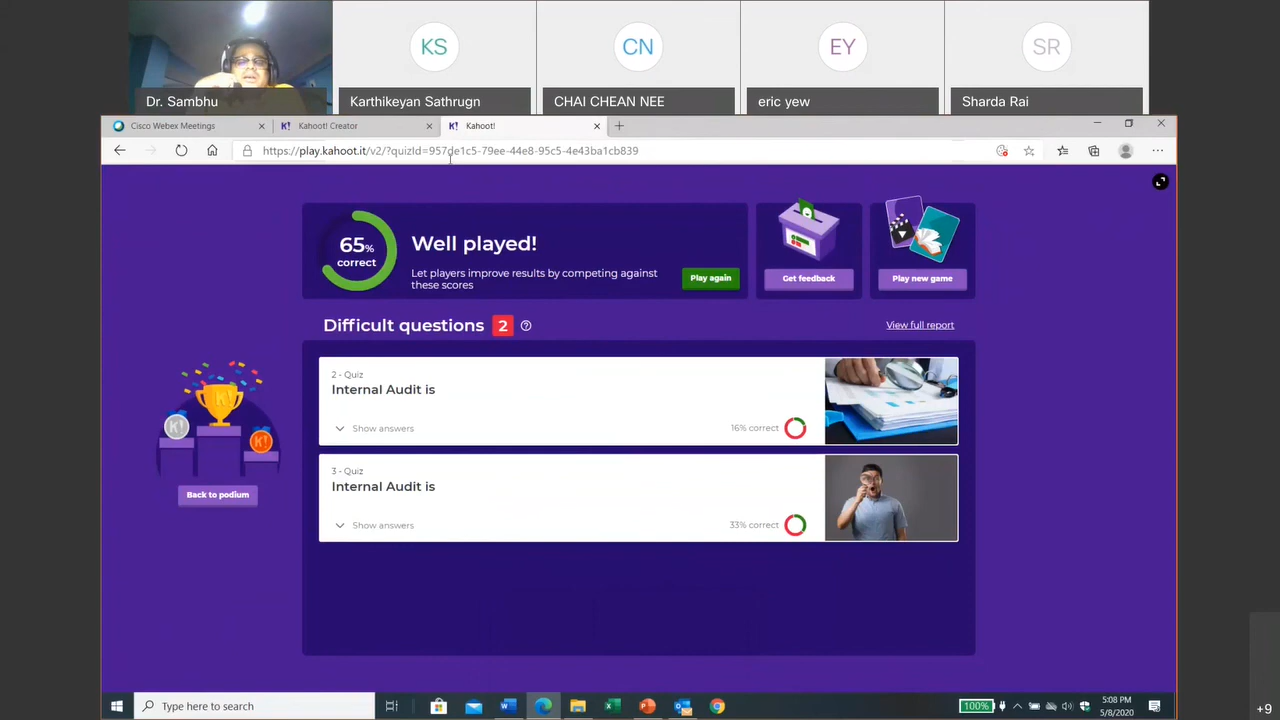 KS
CN
EY
SR
Dr. Sambhu
Karthikeyan Sathrugn
CHAI CHEAN NEE
eric yew
Sharda Rai
Cisco Webex Meetings
K! Kahoot! Creator
K! Kahoot!
https://play.kahoot.it/v2/?quizId=957de1c5-79ee-44e8-95c5-4e43ba1cb839
65%
correct
Well played!
Let players improve results by competing against
these scores
Play again
Get feedback
Play new game
Difficult questions 2
View full report
2 - Quiz
Internal Audit is
Show answers
16% correct
3 - Quiz
Internal Audit is
Show answers
33% correct
K!
K!
K!
Back to podium
Type here to search
100%
5:08 PM
5/8/2020
+9